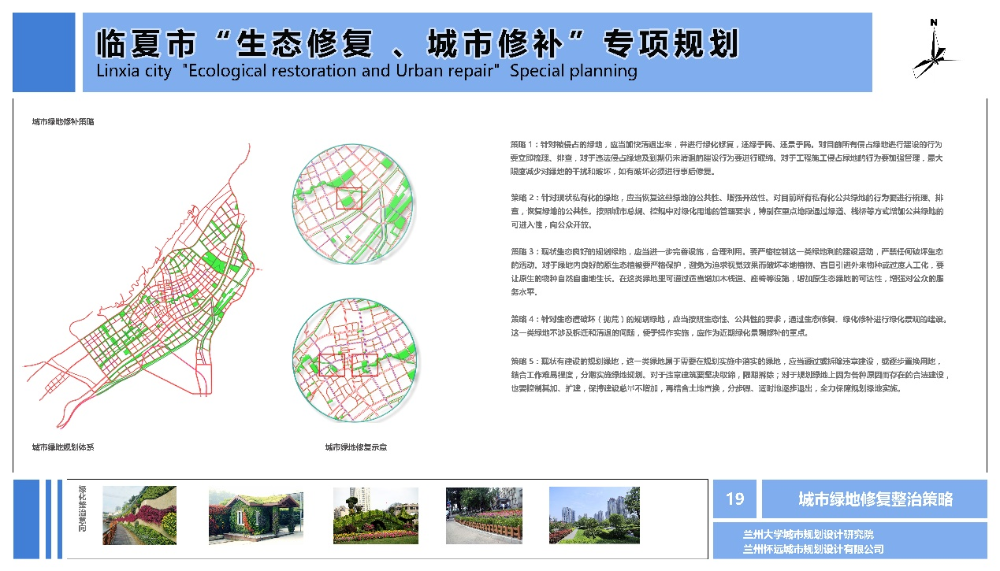 临夏市“生态修复 、城市修补”专项规划
Linxia city "Ecological restoration and Urban repair" Special planning
N
城市绿地修补策略
策略 1：针对被侵占的绿地，应当加快清退出来，并进行绿化修复，还绿于民、还景于民。对目前所有侵占绿地进行建设的行为
要立即梳理、排查，对于违法侵占绿地及到期仍未清退的建设行为要进行取缔。对于工程施工侵占绿地的行为要加强管理，最大
限度减少对绿地的干扰和破坏，如有破坏必须进行事后修复。
策略 2：针对现状私有化的绿地，应当恢复这些绿地的公共性、增强开放性。对目前所有私有化公共绿地的行为要进行梳理、排
查，恢复绿地的公共性。按照城市总规、控规中对绿化用地的管理要求，特别在重点地段通过绿道、栈桥等方式增加公共绿地的
可进入性，向公众开放。
策略 3：现状生态良好的规划绿地，应当进一步完善设施，合理利用。要严格控制这一类绿地利的建设活动，严禁任何破坏生态
的活动。对于绿地内良好的原生态植被要严格保护，避免为追求视觉效果而破坏本地植物、盲目引进外来物种或过度人工化，要
让原生的物种自然自由地生长。在这类绿地里可通过适当增加木栈道、座椅等设施，增加原生态绿地的可达性，增强对公众的服
务水平。
策略 4：针对生态遭破坏（抛荒）的规划绿地，应当按照生态性、公共性的要求，通过生态修复、绿化修补进行绿化景观的建设。
这一类绿地不涉及拆迁和清退的问题，便于操作实施，应作为近期绿化景观修补的重点。
策略 5：现状有建设的规划绿地，这一类绿地属于需要在规划实施中落实的绿地，应当通过或拆除违章建设，或逐步置换用地，
结合工作难易程度，分期实施绿地规划。对于违章建筑要坚决取缔，限期拆除；对于规划绿地上因为各种原因而存在的合法建设，
也要控制其加、扩建，保持建设总量不增加，再结合土地置换，分步骤、适时地逐步退出，全力保障规划绿地实施。
城市绿地规划体系
城市绿地修复示意
绿化整治意向
19
城市绿地修复整治策略
兰州大学城市规划设计研究院
兰州怀远城市规划设计有限公司